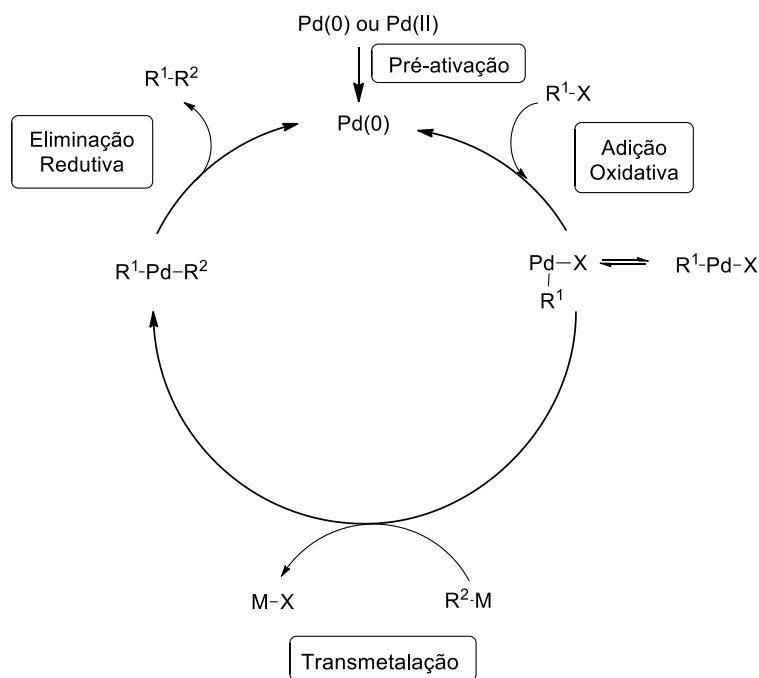 Pd(0) ou Pd(II)
Pré-ativação
R¹-R²
R¹-X
Pd(0)
Eliminação
Redutiva
Adição
Oxidativa
R¹-Pd-R²
Pd-X
R¹
R¹-Pd-X
M-X
R²-M
Transmetalação